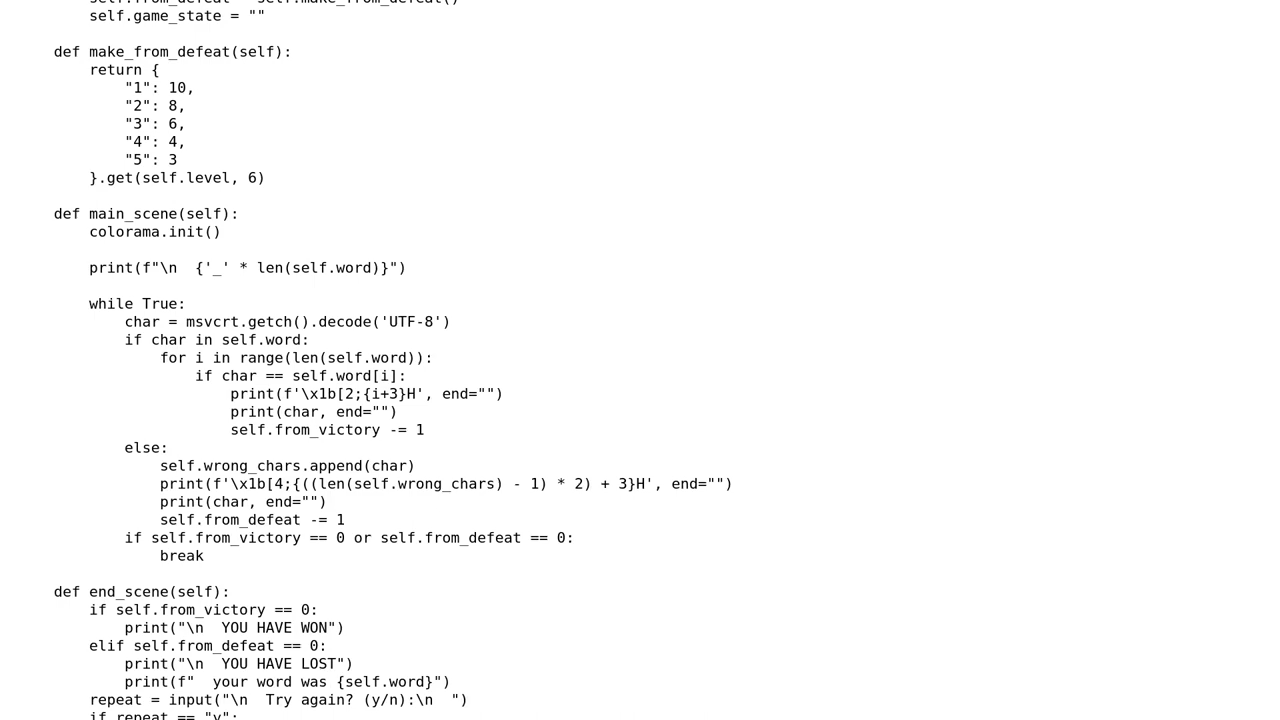 self.from_defeat = self.make_from_defeat()
self.game_state = ""
def make_from_defeat(self):
return {
"1": 10,
"2": 8,
"3": 6,
"4": 4,
"5": 3
}.get(self.level, 6)
def main_scene(self):
colorama.init()
print(f"\n  {'_' * len(self.word)}")
while True:
char = msvcrt.getch().decode('UTF-8')
if char in self.word:
for i in range(len(self.word)):
if char == self.word[i]:
print(f'\x1b[2;{i+3}H', end="")
print(char, end="")
self.from_victory -= 1
else:
self.wrong_chars.append(char)
print(f'\x1b[4;{((len(self.wrong_chars) - 1) * 2) + 3}H', end="")
print(char, end="")
self.from_defeat -= 1
if self.from_victory == 0 or self.from_defeat == 0:
break
def end_scene(self):
if self.from_victory == 0:
print("\n  YOU HAVE WON")
elif self.from_defeat == 0:
print("\n  YOU HAVE LOST")
print(f"  your word was {self.word}")
repeat = input("\n  Try again? (y/n):\n  ")
if repeat == "y":